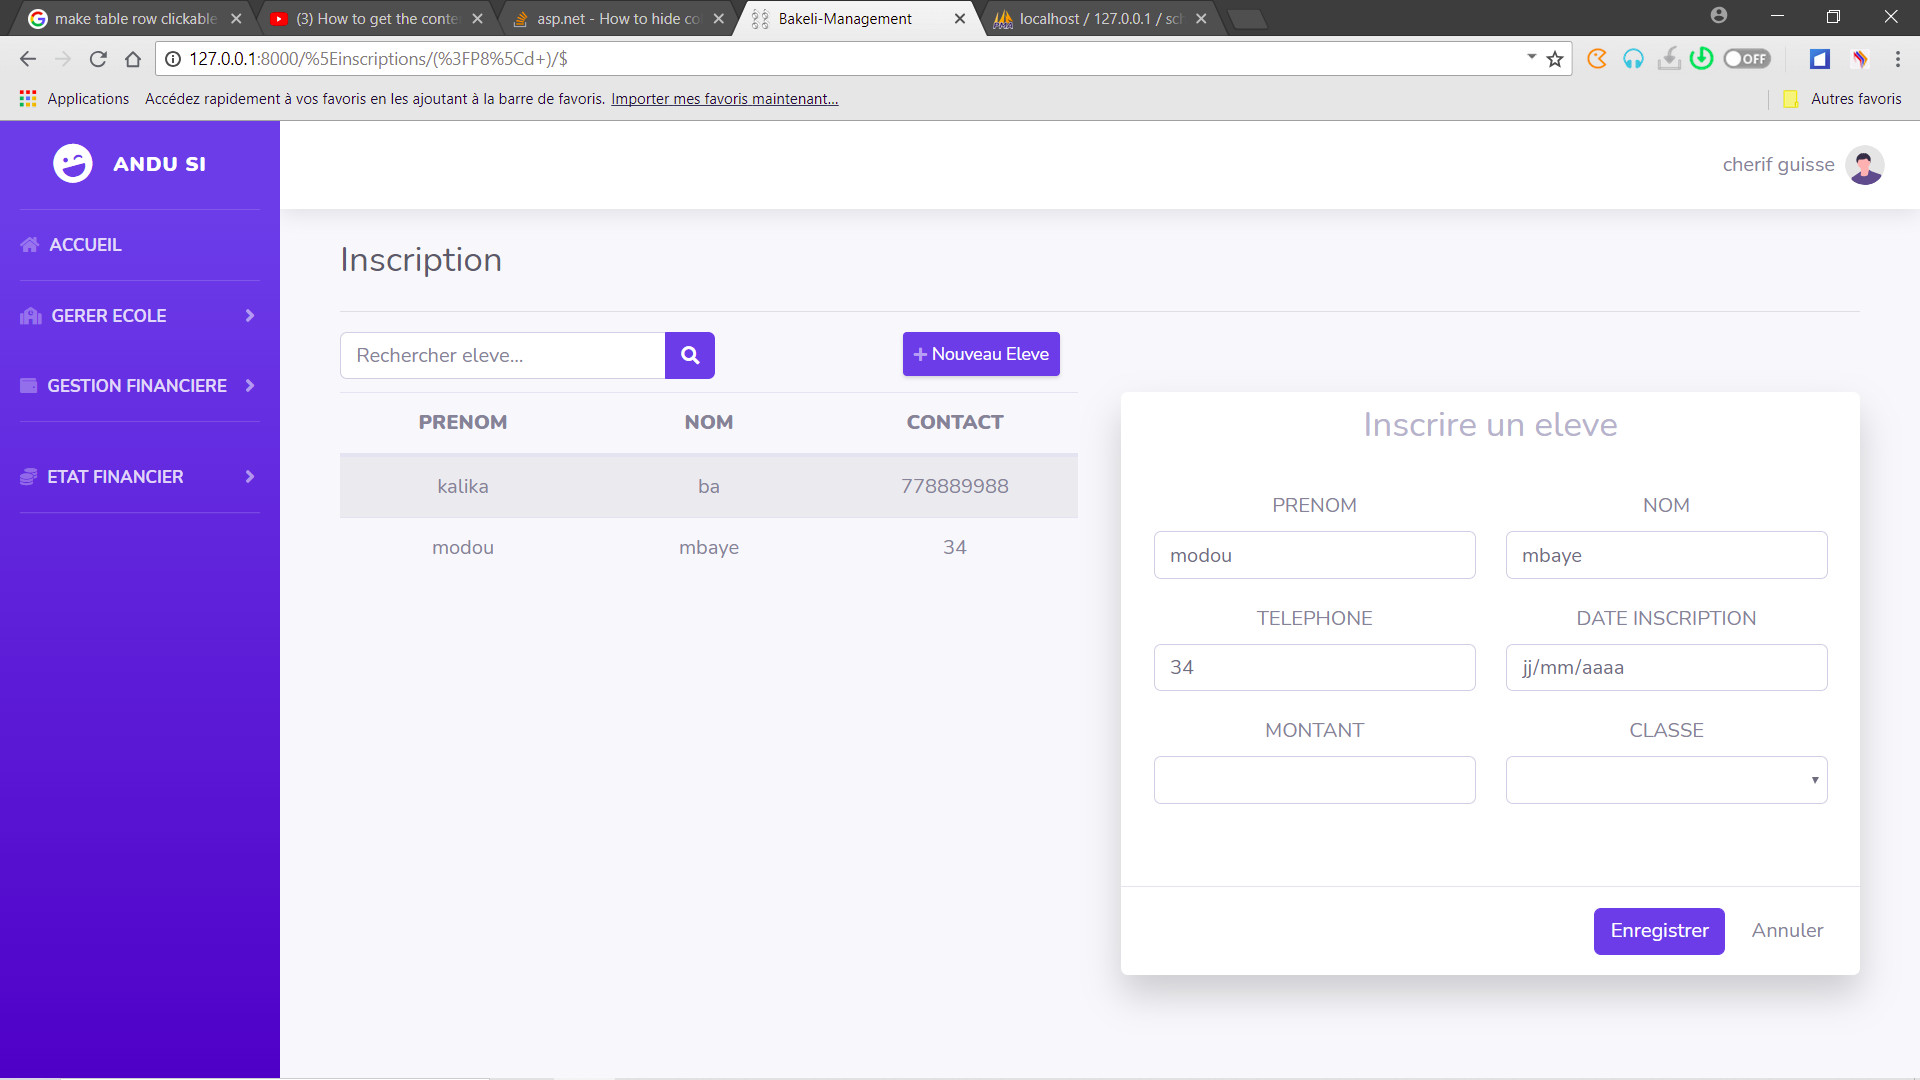 make table row clickable
(3) How to get the conte
asp.net - How to hide co
Bakeli-Management
localhost / 127.0.0.1 / sch
127.0.0.1:8000/%5Einscriptions/(%3FP8%5Cd+)/$
OFF
Applications
Accédez rapidement à vos favoris en les ajoutant à la barre de favoris. Importer mes favoris maintenant...
Autres favoris
ANDU SI
cherif guisse
ACCUEIL
GERER ECOLE
GESTION FINANCIERE
ETAT FINANCIER
Inscription
Rechercher eleve...
+ Nouveau Eleve
PRENOM NOM CONTACT
kalika ba 778889988
modou mbaye 34
Inscrire un eleve
PRENOM NOM
modou mbaye
TELEPHONE DATE INSCRIPTION
34 jj/mm/aaaa
MONTANT CLASSE
Enregistrer Annuler